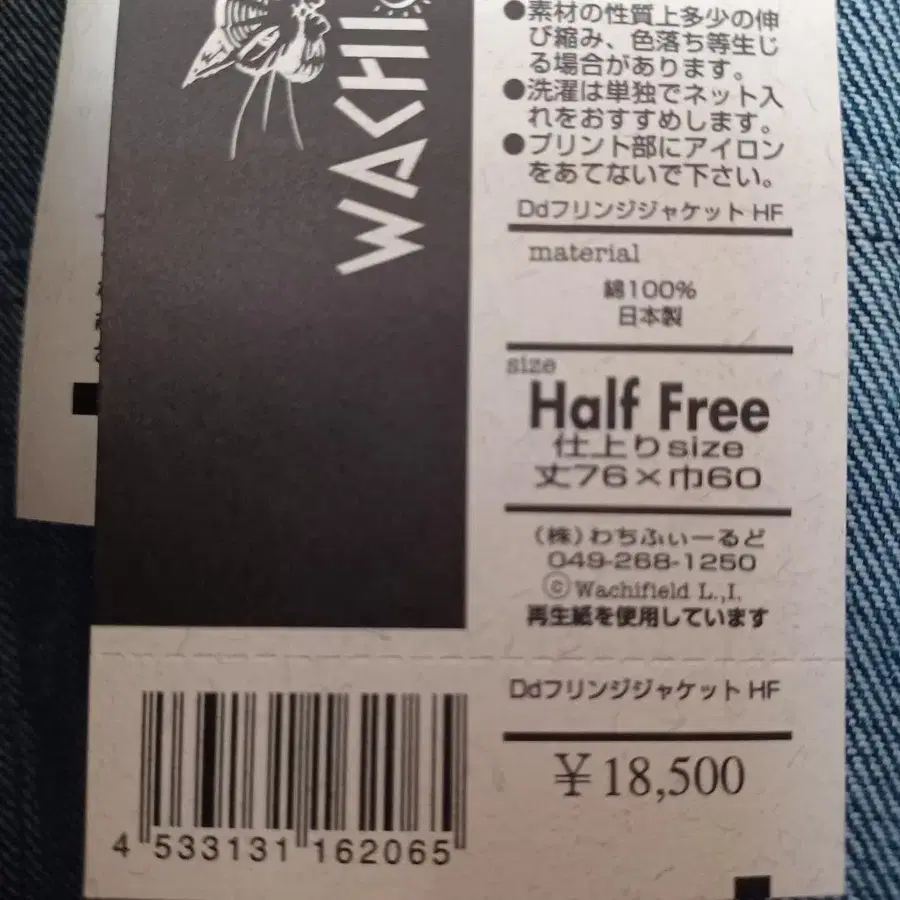 WACHI
●素材の性質上多少の伸
び縮み、色落ち等生じ
る場合があります。
●洗濯は単独でネット入
れをおすすめします。
●プリント部にアイロン
をあてないで下さい。
Ddフリンジジャケット HF
material
綿100%
日本製
size
Half Free
仕上りsize
丈76×巾60
(株)わちふぃーるど
049-268-1250
©Wachifield L.,I.
再生紙を使用しています
Ddフリンジジャケット HF
¥18,500
4 533131 162065